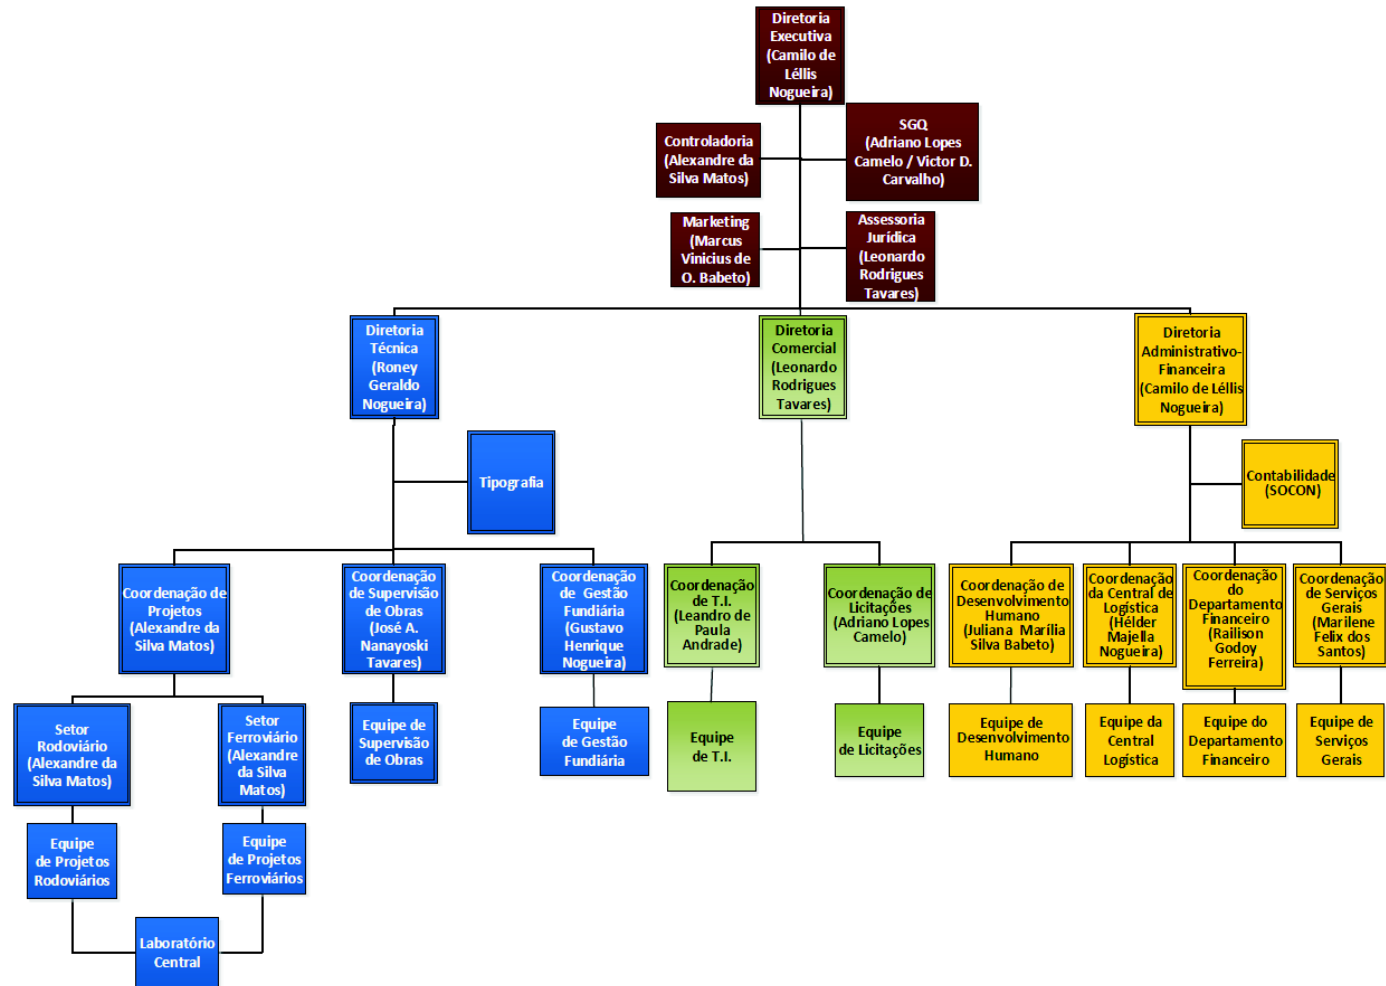 Diretoria
Executiva
(Camilo de
Léllis
Nogueira)
Controladoria
(Alexandre da
Silva Matos)
SGQ
(Adriano Lopes
Camelo / Victor D.
Carvalho)
Marketing
(Marcus
Vinicius de
O. Babeto)
Assessoria
Jurídica
(Leonardo
Rodrigues
Tavares)
Diretoria
Técnica
(Roney
Geraldo
Nogueira)
Diretoria
Comercial
(Leonardo
Rodrigues
Tavares)
Diretoria
Administrativo-
Financeira
(Camilo de Léllis
Nogueira)
Tipografia
Contabilidade
(SOCON)
Coordenação de
Projetos
(Alexandre da
Silva Matos)
Coordenação
de Supervisão
de Obras
(José A.
Nanayoski
Tavares)
Coordenação
de Gestão
Fundiária
(Gustavo
Henrique
Nogueira)
Coordenação
de T.I.
(Leandro de
Paula
Andrade)
Coordenação de
Licitações
(Adriano Lopes
Camelo)
Coordenação de
Desenvolvimento
Humano
(Juliana Marília
Silva Babeto)
Coordenação
da Central de
Logística
(Hélder
Majella
Nogueira)
Coordenação
do
Departamento
Financeiro
(Railison
Godoy
Ferreira)
Coordenação
de Serviços
Gerais
(Marilene
Felix dos
Santos)
Setor
Rodoviário
(Alexandre da
Silva Matos)
Setor
Ferroviário
(Alexandre
da Silva
Matos)
Equipe de
Supervisão
de Obras
Equipe
de Gestão
Fundiária
Equipe
de T.I.
Equipe
de Licitações
Equipe de
Desenvolvimento
Humano
Equipe da
Central
Logística
Equipe do
Departamento
Financeiro
Equipe de
Serviços
Gerais
Equipe
de Projetos
Rodoviários
Equipe
de Projetos
Ferroviários
Laboratório
Central